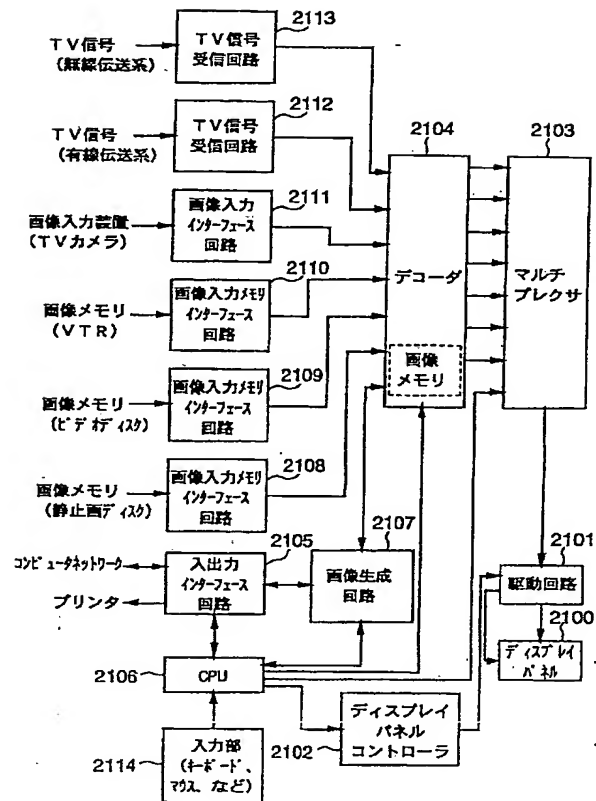 2113
TV信号
(無線伝送系)
TV信号
受信回路
2112
TV信号
(有線伝送系)
TV信号
受信回路
2104
2103
画像入力装置
(TVカメラ)
画像入力
インターフェース
回路
2111
デコーダ
マルチ
プレクサ
画像メモリ
(VTR)
画像入力メモリ
インターフェース
回路
2110
画像
メモリ
画像メモリ
(ビデオディスク)
画像入力メモリ
インターフェース
回路
2109
画像メモリ
(静止画ディスク)
画像入力メモリ
インターフェース
回路
2108
2105
2107
2101
コンピュータネットワーク
プリンタ
入出力
インターフェース
回路
画像生成
回路
駆動回路
2100
ディスプレイ
パネル
2106
CPU
ディスプレイ
パネル
コントローラ
2102
2114
入力部
(キーボード、
マウス、など)